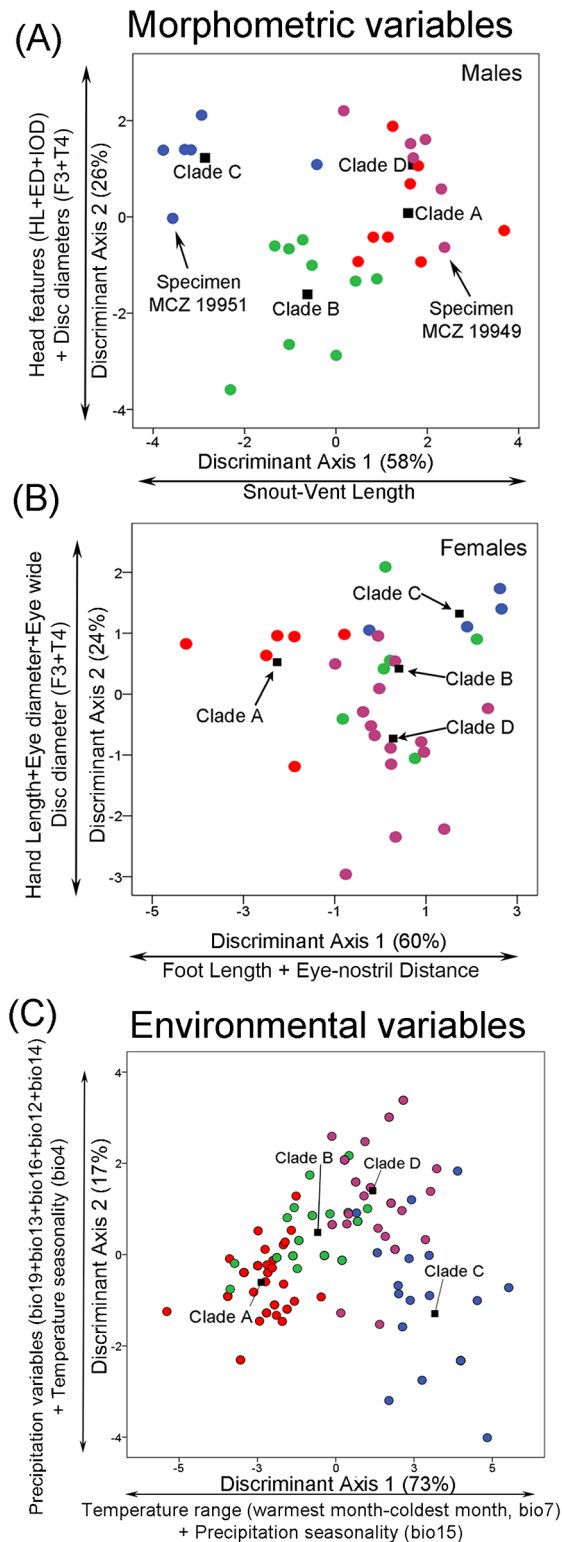 (A) Morphometric variables
Males
Head features (HL+ED+IOD)
+ Disc diameters (F3+T4)
Discriminant Axis 2 (26%)
2
0
-2
-4
Clade C
Clade D
Clade A
Specimen
MCZ 19951
Clade B
Specimen
MCZ 19949
-4 -2 0 2 4
Discriminant Axis 1 (58%)
Snout-Vent Length
(B)
Females
Hand Length+Eye diameter+Eye wide
Disc diameter (F3+T4)
Discriminant Axis 2 (24%)
2
1
0
-1
-2
-3
Clade C
Clade B
Clade A
Clade D
-5 -3 -1 1 3
Discriminant Axis 1 (60%)
Foot Length + Eye-nostril Distance
(C) Environmental variables
Precipitation variables (bio19+bio13+bio16+bio12+bio14)
+ Temperature seasonality (bio4)
Discriminant Axis 2 (17%)
4
2
0
-2
-4
Clade B
Clade D
Clade C
Clade A
-5 -3 0 3 5
Discriminant Axis 1 (73%)
Temperature range (warmest month-coldest month, bio7)
+ Precipitation seasonality (bio15)